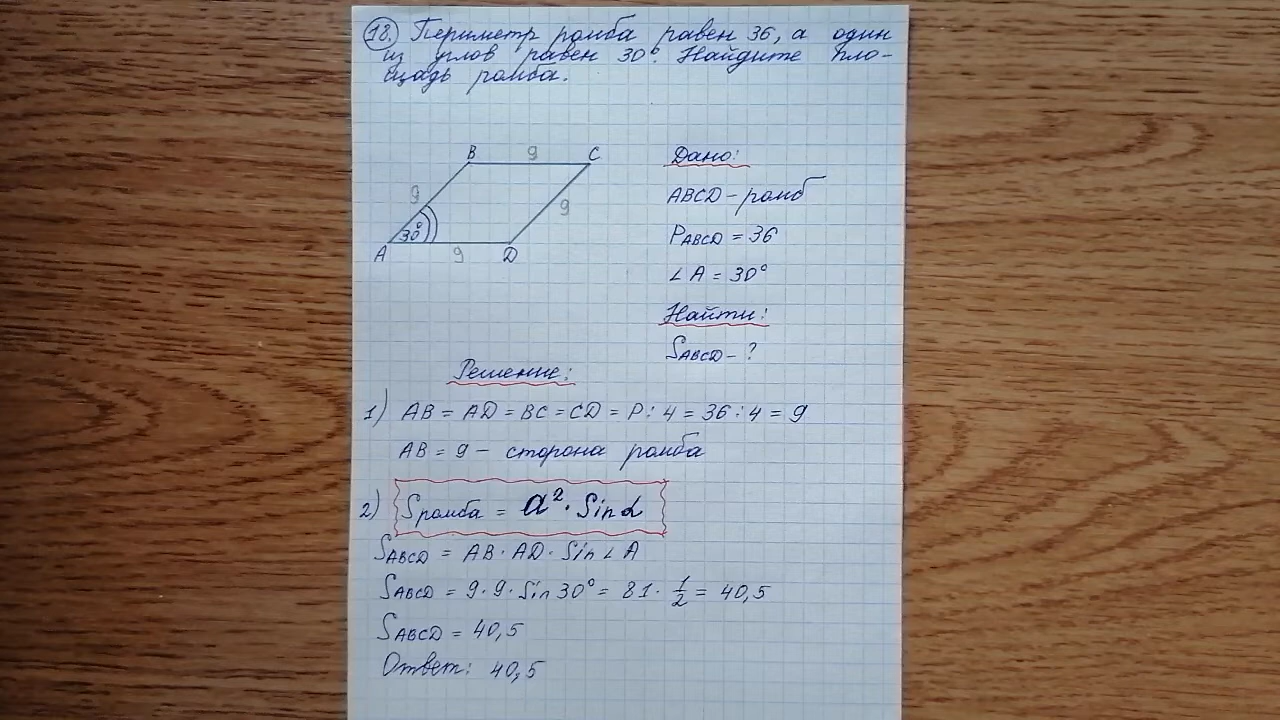 18. Периметр ромба равен 36, а один
из углов равен 30°. Найдите пло-
щадь ромба.
B 9 C
9 9
30°
A 9 D
Дано:
ABCD – ромб
PABCD = 36
∠A = 30°
Найти:
SABCD – ?
Решение:
1) AB = AD = BC = CD = P : 4 = 36 : 4 = 9
AB = 9 – сторона ромба
2) Sромба = a² · Sin α
SABCD = AB · AD · Sin ∠A
SABCD = 9 · 9 · Sin 30° = 81 · 1/2 = 40,5
SABCD = 40,5
Ответ: 40,5